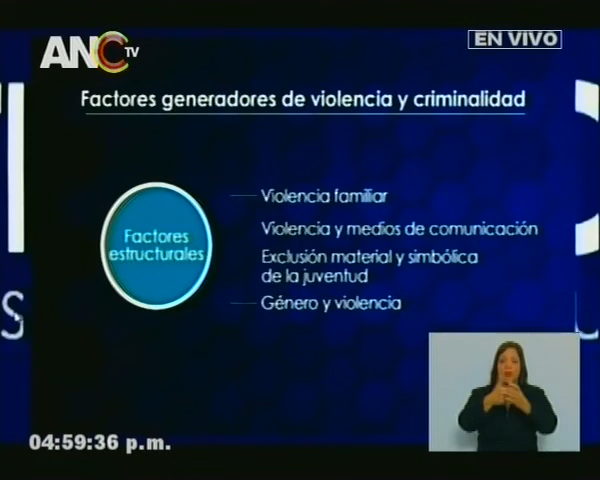 ANC TV
EN VIVO
Factores generadores de violencia y criminalidad
Factores
estructurales
Violencia familiar
Violencia y medios de comunicación
Exclusión material y simbólica
de la juventud
Género y violencia
S
04:59:36 p.m.